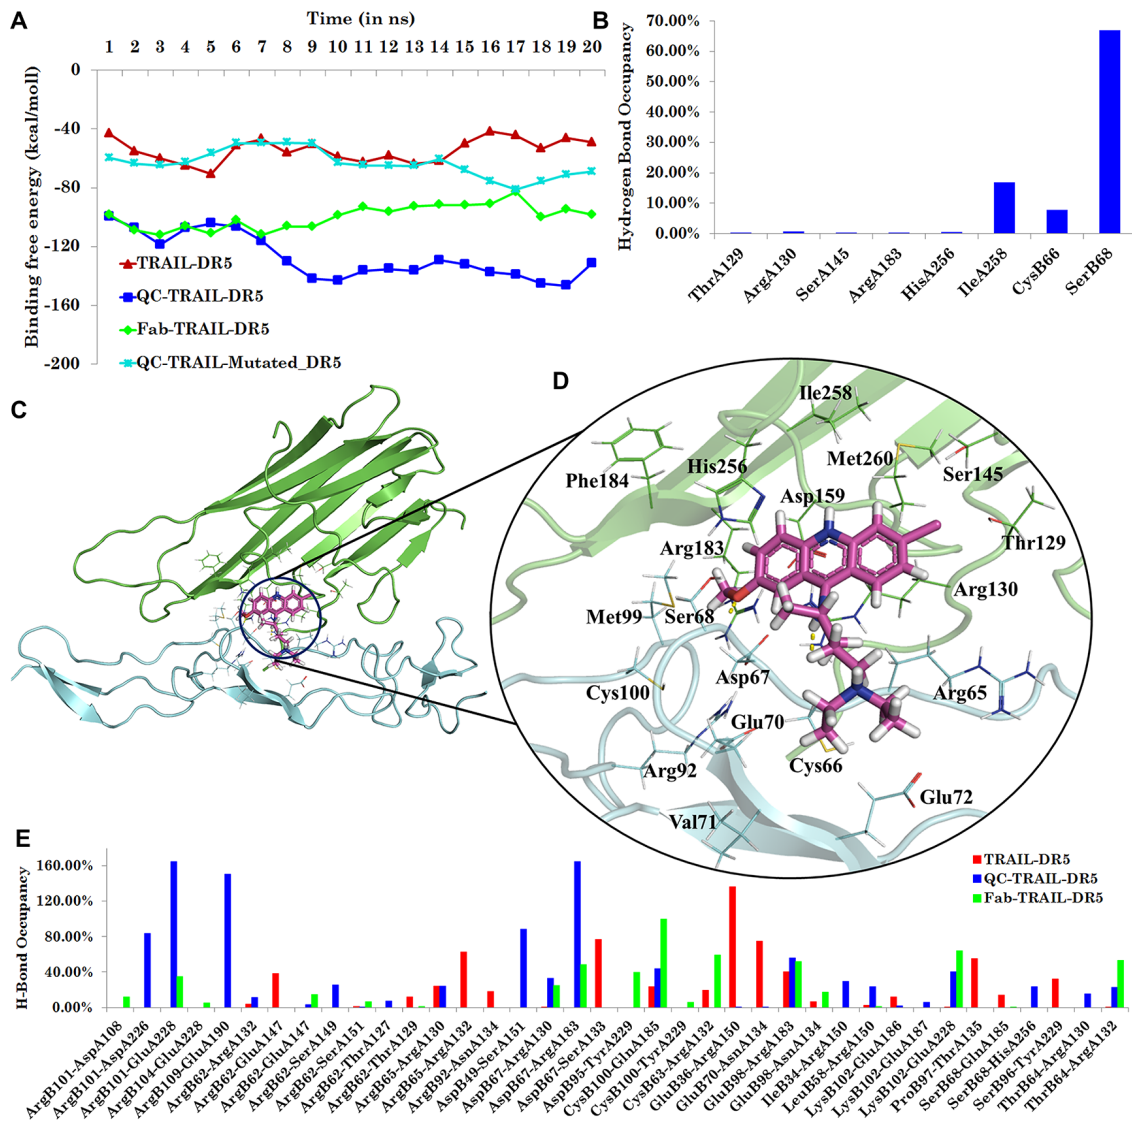 A
Time (in ns)
1 2 3 4 5 6 7 8 9 10 11 12 13 14 15 16 17 18 19 20
Binding free energy (kcal/moll)
0
-40
-80
-120
-160
-200
TRAIL-DR5
QC-TRAIL-DR5
Fab-TRAIL-DR5
QC-TRAIL-Mutated_DR5
B
Hydrogen Bond Occupancy
70.00%
60.00%
50.00%
40.00%
30.00%
20.00%
10.00%
0.00%
ThrA129
ArgA130
SerA145
ArgA183
HisA256
IleA258
CysB66
SerB68
C
D
Ile258
Phe184
His256
Met260
Ser145
Asp159
Thr129
Arg183
Arg130
Met99
Ser68
Asp67
Cys100
Arg65
Glu70
Arg92
Cys66
Glu72
Val71
E
H-Bond Occupancy
160.00%
120.00%
80.00%
40.00%
0.00%
TRAIL-DR5
QC-TRAIL-DR5
Fab-TRAIL-DR5
ArgB101-AspA108
ArgB101-AspA226
ArgB101-GluA228
ArgB104-GluA228
ArgB109-GluA190
ArgB62-ArgA132
ArgB62-GluA147
ArgB62-GluA147
ArgB62-SerA149
ArgB62-SerA151
ArgB62-ThrA127
ArgB62-ThrA129
ArgB65-ArgA130
ArgB65-ArgA132
ArgB92-AsnA134
AspB49-SerA151
AspB67-ArgA130
AspB67-ArgA183
AspB67-SerA133
AspB95-TyrA229
CysB100-GlnA185
CysB100-TyrA229
CysB63-ArgA132
GluB36-ArgA150
GluB70-AsnA134
GluB98-ArgA183
GluB98-AsnA134
IleB34-ArgA150
LeuB58-ArgA150
LysB102-GluA186
LysB102-GluA187
LysB102-GluA228
ProB97-ThrA135
SerB68-GlnA185
SerB68-HisA256
SerB96-TyrA229
ThrB64-ArgA130
ThrB64-ArgA132